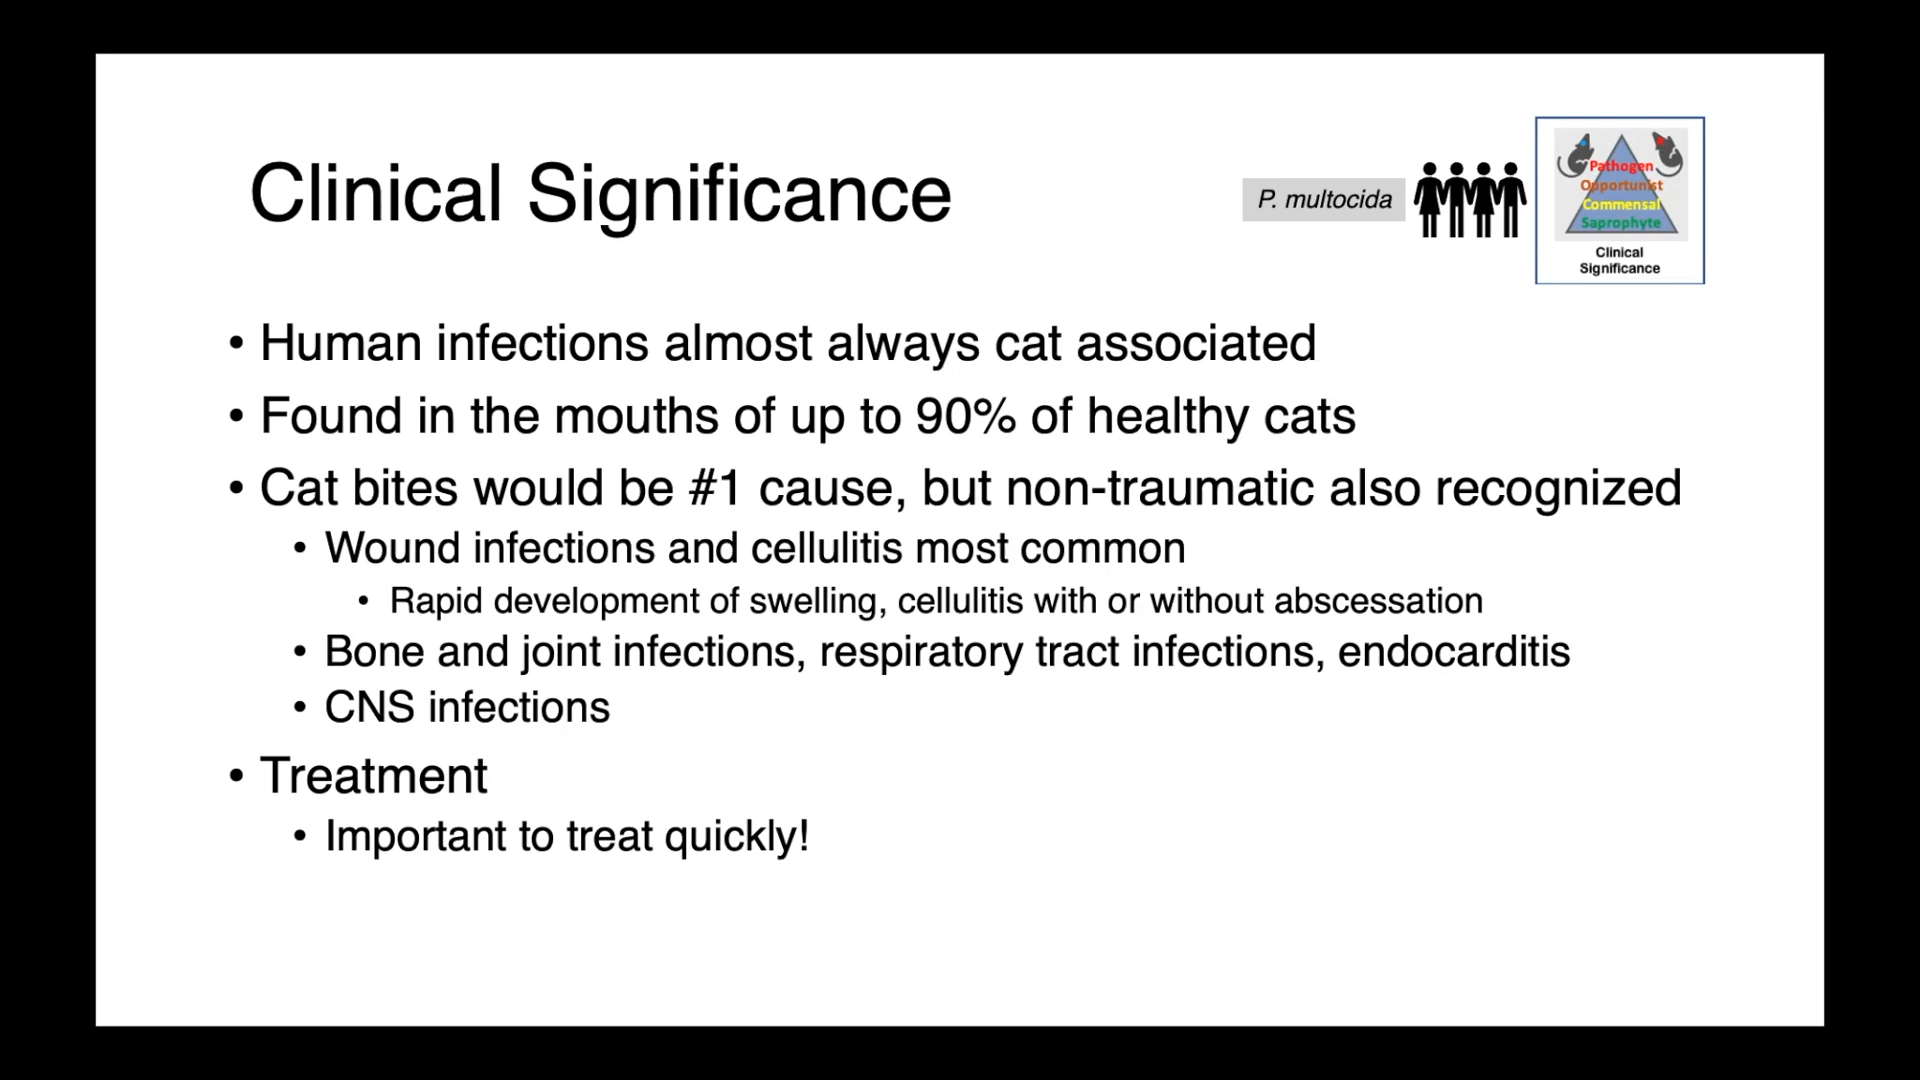 Clinical Significance
P. multocida
Pathogen
Opportunist
Commensal
Saprophyte
Clinical
Significance
• Human infections almost always cat associated
• Found in the mouths of up to 90% of healthy cats
• Cat bites would be #1 cause, but non-traumatic also recognized
• Wound infections and cellulitis most common
• Rapid development of swelling, cellulitis with or without abscessation
• Bone and joint infections, respiratory tract infections, endocarditis
• CNS infections
• Treatment
• Important to treat quickly!